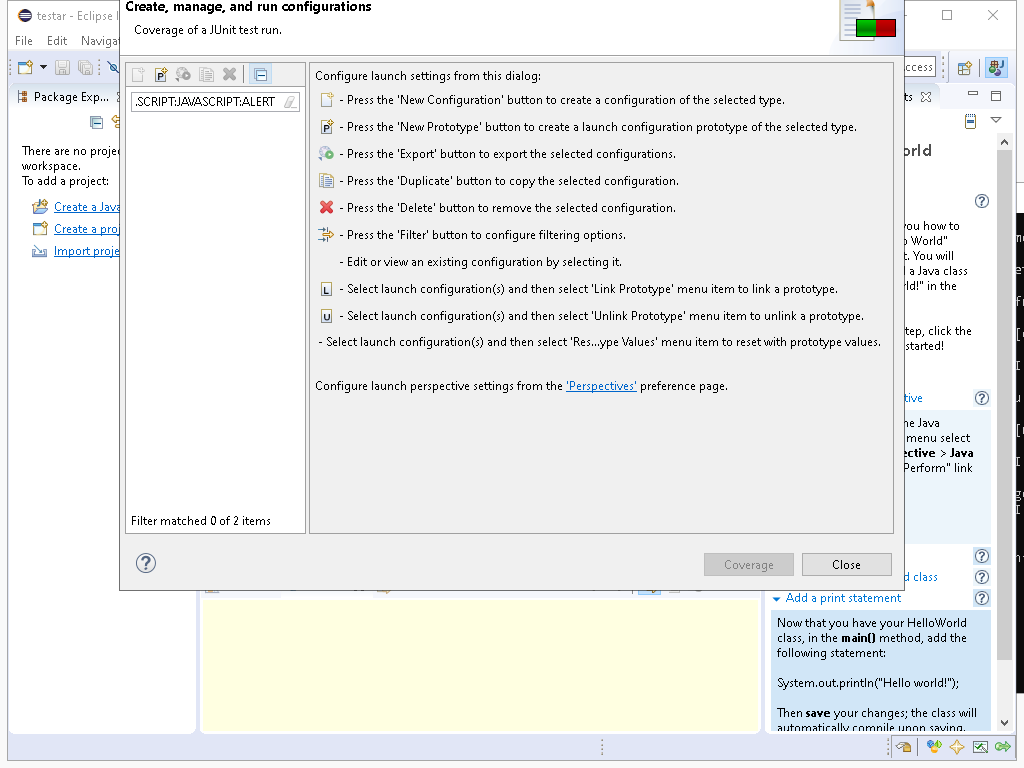 testar - Eclipse
File Edit Naviga
Create, manage, and run configurations
Coverage of a JUnit test run.
cess
Package Exp...
There are no proje
workspace.
To add a project:
Create a Java
Create a proj
Import proje
.SCRIPT:JAVASCRIPT:ALERT
Filter matched 0 of 2 items
Configure launch settings from this dialog:
- Press the 'New Configuration' button to create a configuration of the selected type.
- Press the 'New Prototype' button to create a launch configuration prototype of the selected type.
- Press the 'Export' button to export the selected configurations.
- Press the 'Duplicate' button to copy the selected configuration.
- Press the 'Delete' button to remove the selected configuration.
- Press the 'Filter' button to configure filtering options.
- Edit or view an existing configuration by selecting it.
L - Select launch configuration(s) and then select 'Link Prototype' menu item to link a prototype.
U - Select launch configuration(s) and then select 'Unlink Prototype' menu item to unlink a prototype.
- Select launch configuration(s) and then select 'Res...ype Values' menu item to reset with prototype values.
Configure launch perspective settings from the 'Perspectives' preference page.
Coverage Close
ts
orld
you how to
o World"
t. You will
d a Java class
rld!" in the
tep, click the
started!
tive
he Java
menu select
ective > Java
"Perform" link
d class
Add a print statement
Now that you have your HelloWorld
class, in the main() method, add the
following statement:
System.out.println("Hello world!");
Then save your changes; the class will
automatically compile upon saving.